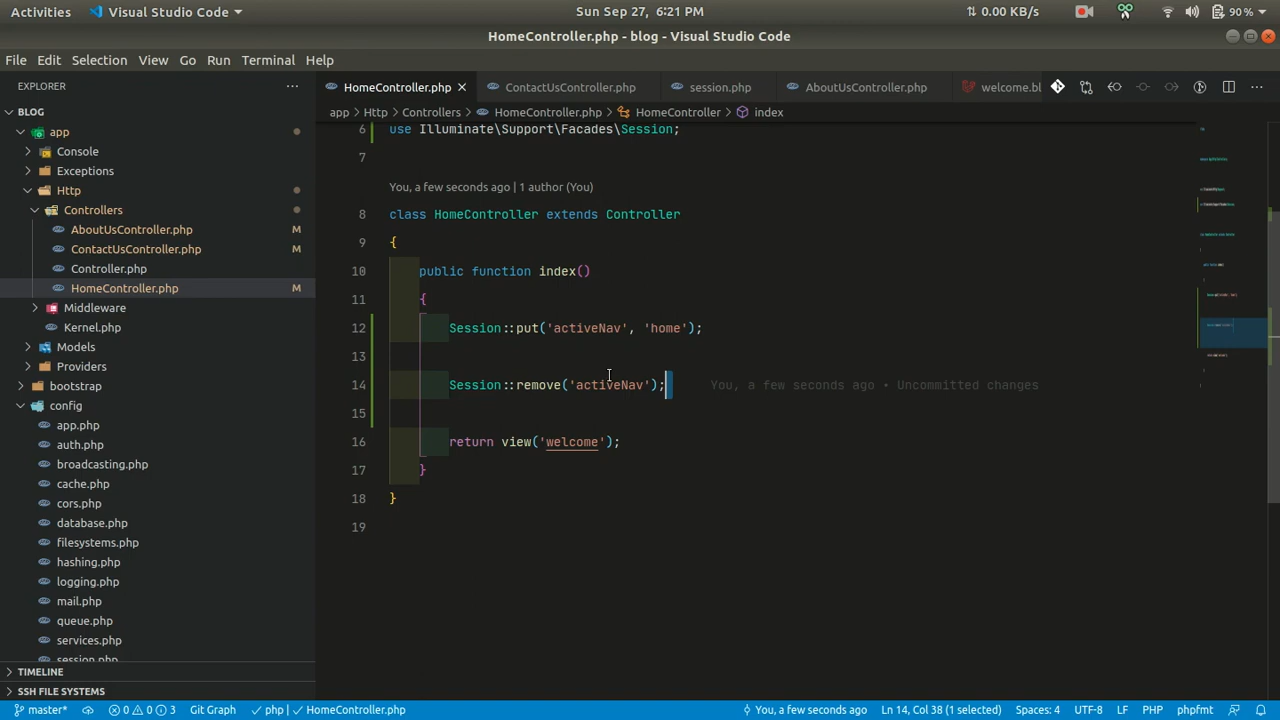 Activities Visual Studio Code Sun Sep 27, 6:21 PM 0.00 KB/s 90%
HomeController.php - blog - Visual Studio Code
File Edit Selection View Go Run Terminal Help
EXPLORER ··· HomeController.php ContactUsController.php session.php AboutUsController.php welcome.bl ···
BLOG app > Http > Controllers > HomeController.php > HomeController > index
app
6 use Illuminate\Support\Facades\Session;
Console
7
Exceptions
Http
You, a few seconds ago | 1 author (You)
Controllers
8 class HomeController extends Controller
AboutUsController.php M
9 {
ContactUsController.php M
Controller.php
10 public function index()
HomeController.php M
11 {
Middleware
Kernel.php
12 Session::put('activeNav', 'home');
Models
13
Providers
14 Session::remove('activeNav'); You, a few seconds ago • Uncommitted changes
bootstrap
config
15
app.php
auth.php
16 return view('welcome');
broadcasting.php
17 }
cache.php
18 }
cors.php
database.php
19
filesystems.php
hashing.php
logging.php
mail.php
queue.php
services.php
session.php
TIMELINE
SSH FILE SYSTEMS
master* 0 0 3 Git Graph php | HomeController.php You, a few seconds ago Ln 14, Col 38 (1 selected) Spaces: 4 UTF-8 LF PHP phpfmt